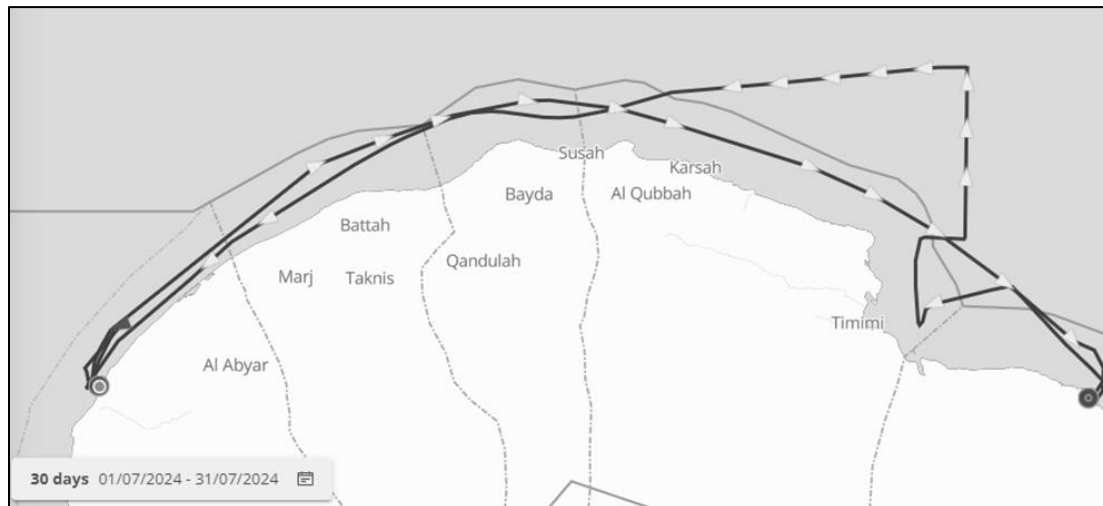 Susah
Karsah
Bayda
Al Qubbah
Battah
Qandulah
Marj
Taknis
Timimi
Al Abyar
30 days 01/07/2024 - 31/07/2024